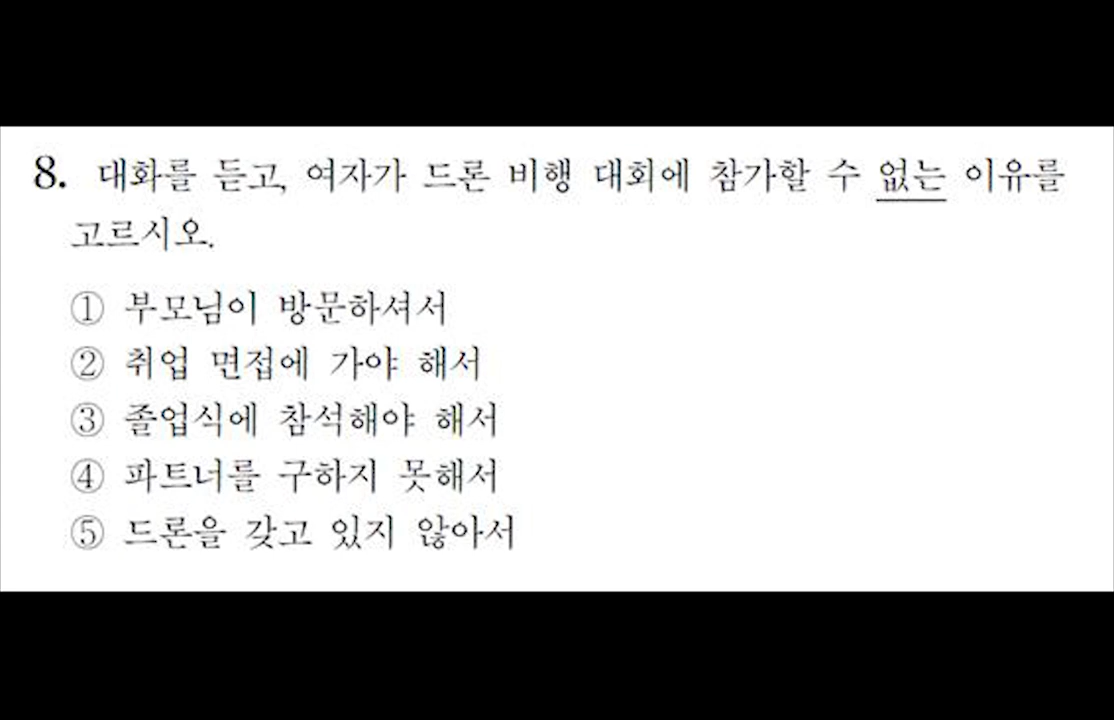 8. 대화를 듣고, 여자가 드론 비행 대회에 참가할 수 없는 이유를
고르시오.
① 부모님이 방문하셔서
② 취업 면접에 가야 해서
③ 졸업식에 참석해야 해서
④ 파트너를 구하지 못해서
⑤ 드론을 갖고 있지 않아서